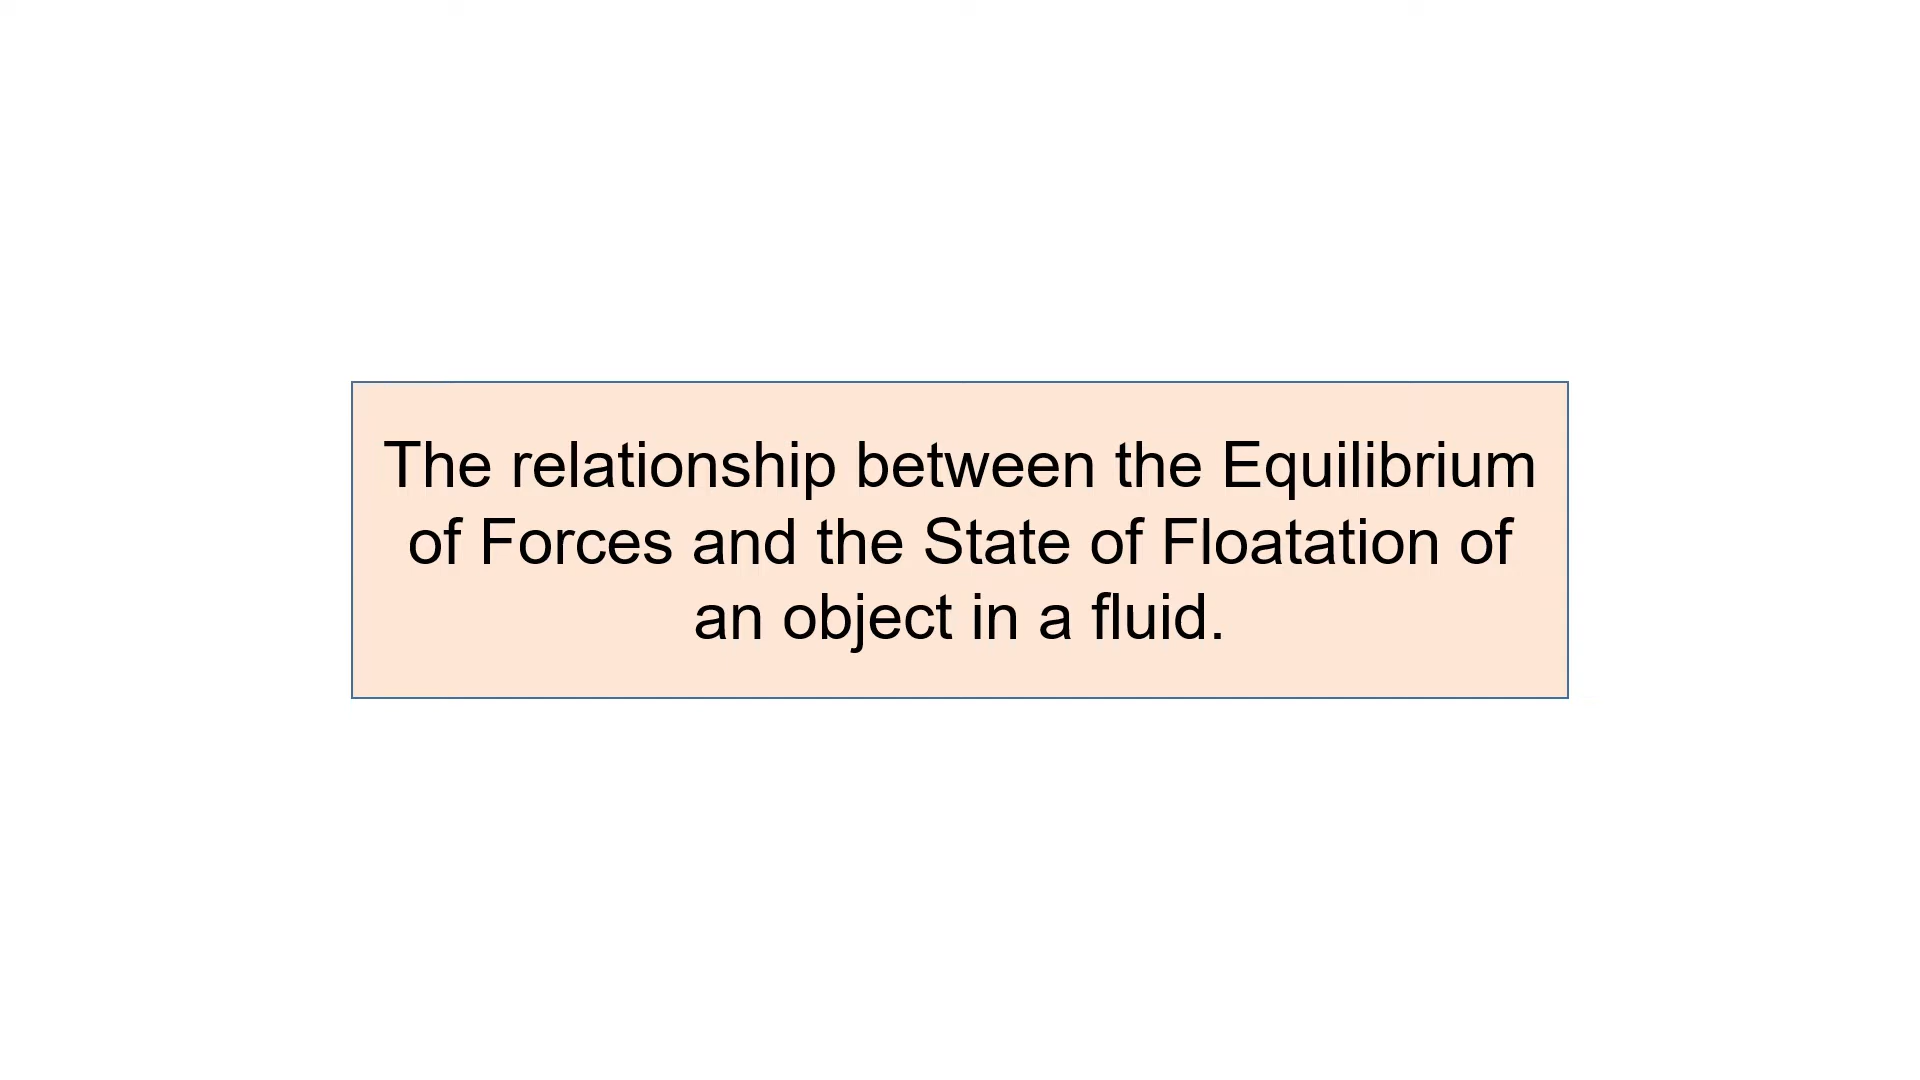 The relationship between the Equilibrium
of Forces and the State of Floatation of
an object in a fluid.